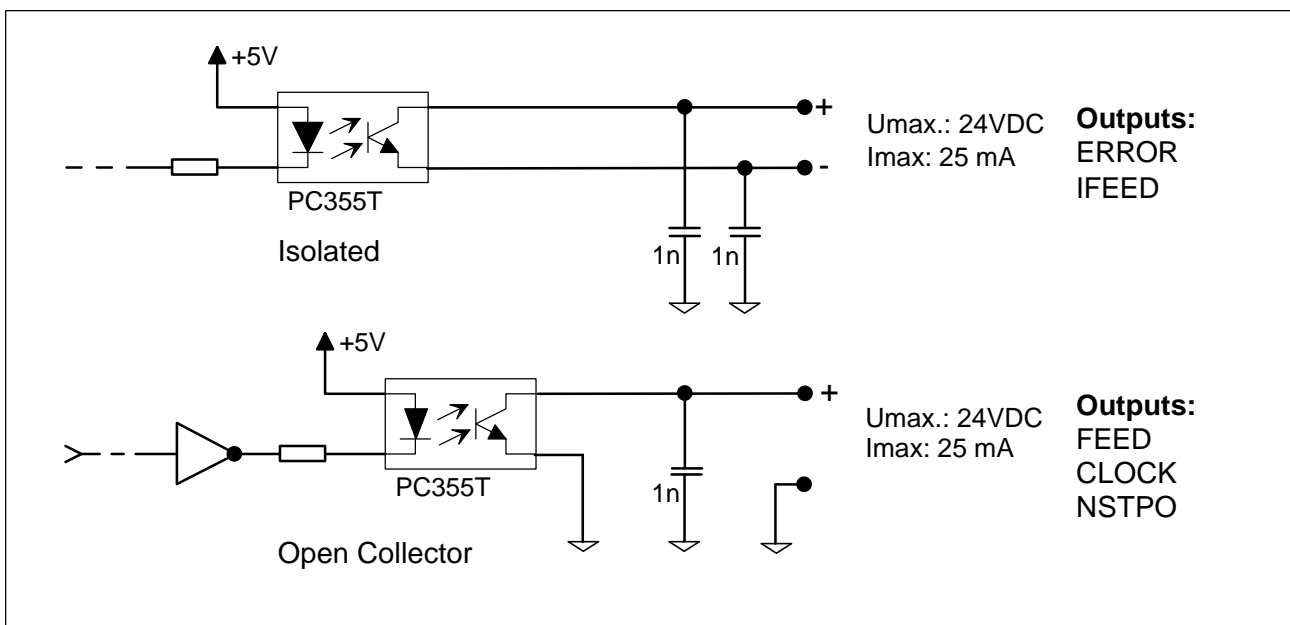 +5V
PC355T
Isolated
1n
1n
+
-
Umax.: 24VDC
Imax: 25 mA
Outputs:
ERROR
IFEED
+5V
PC355T
Open Collector
1n
+
Umax.: 24VDC
Imax: 25 mA
Outputs:
FEED
CLOCK
NSTPO